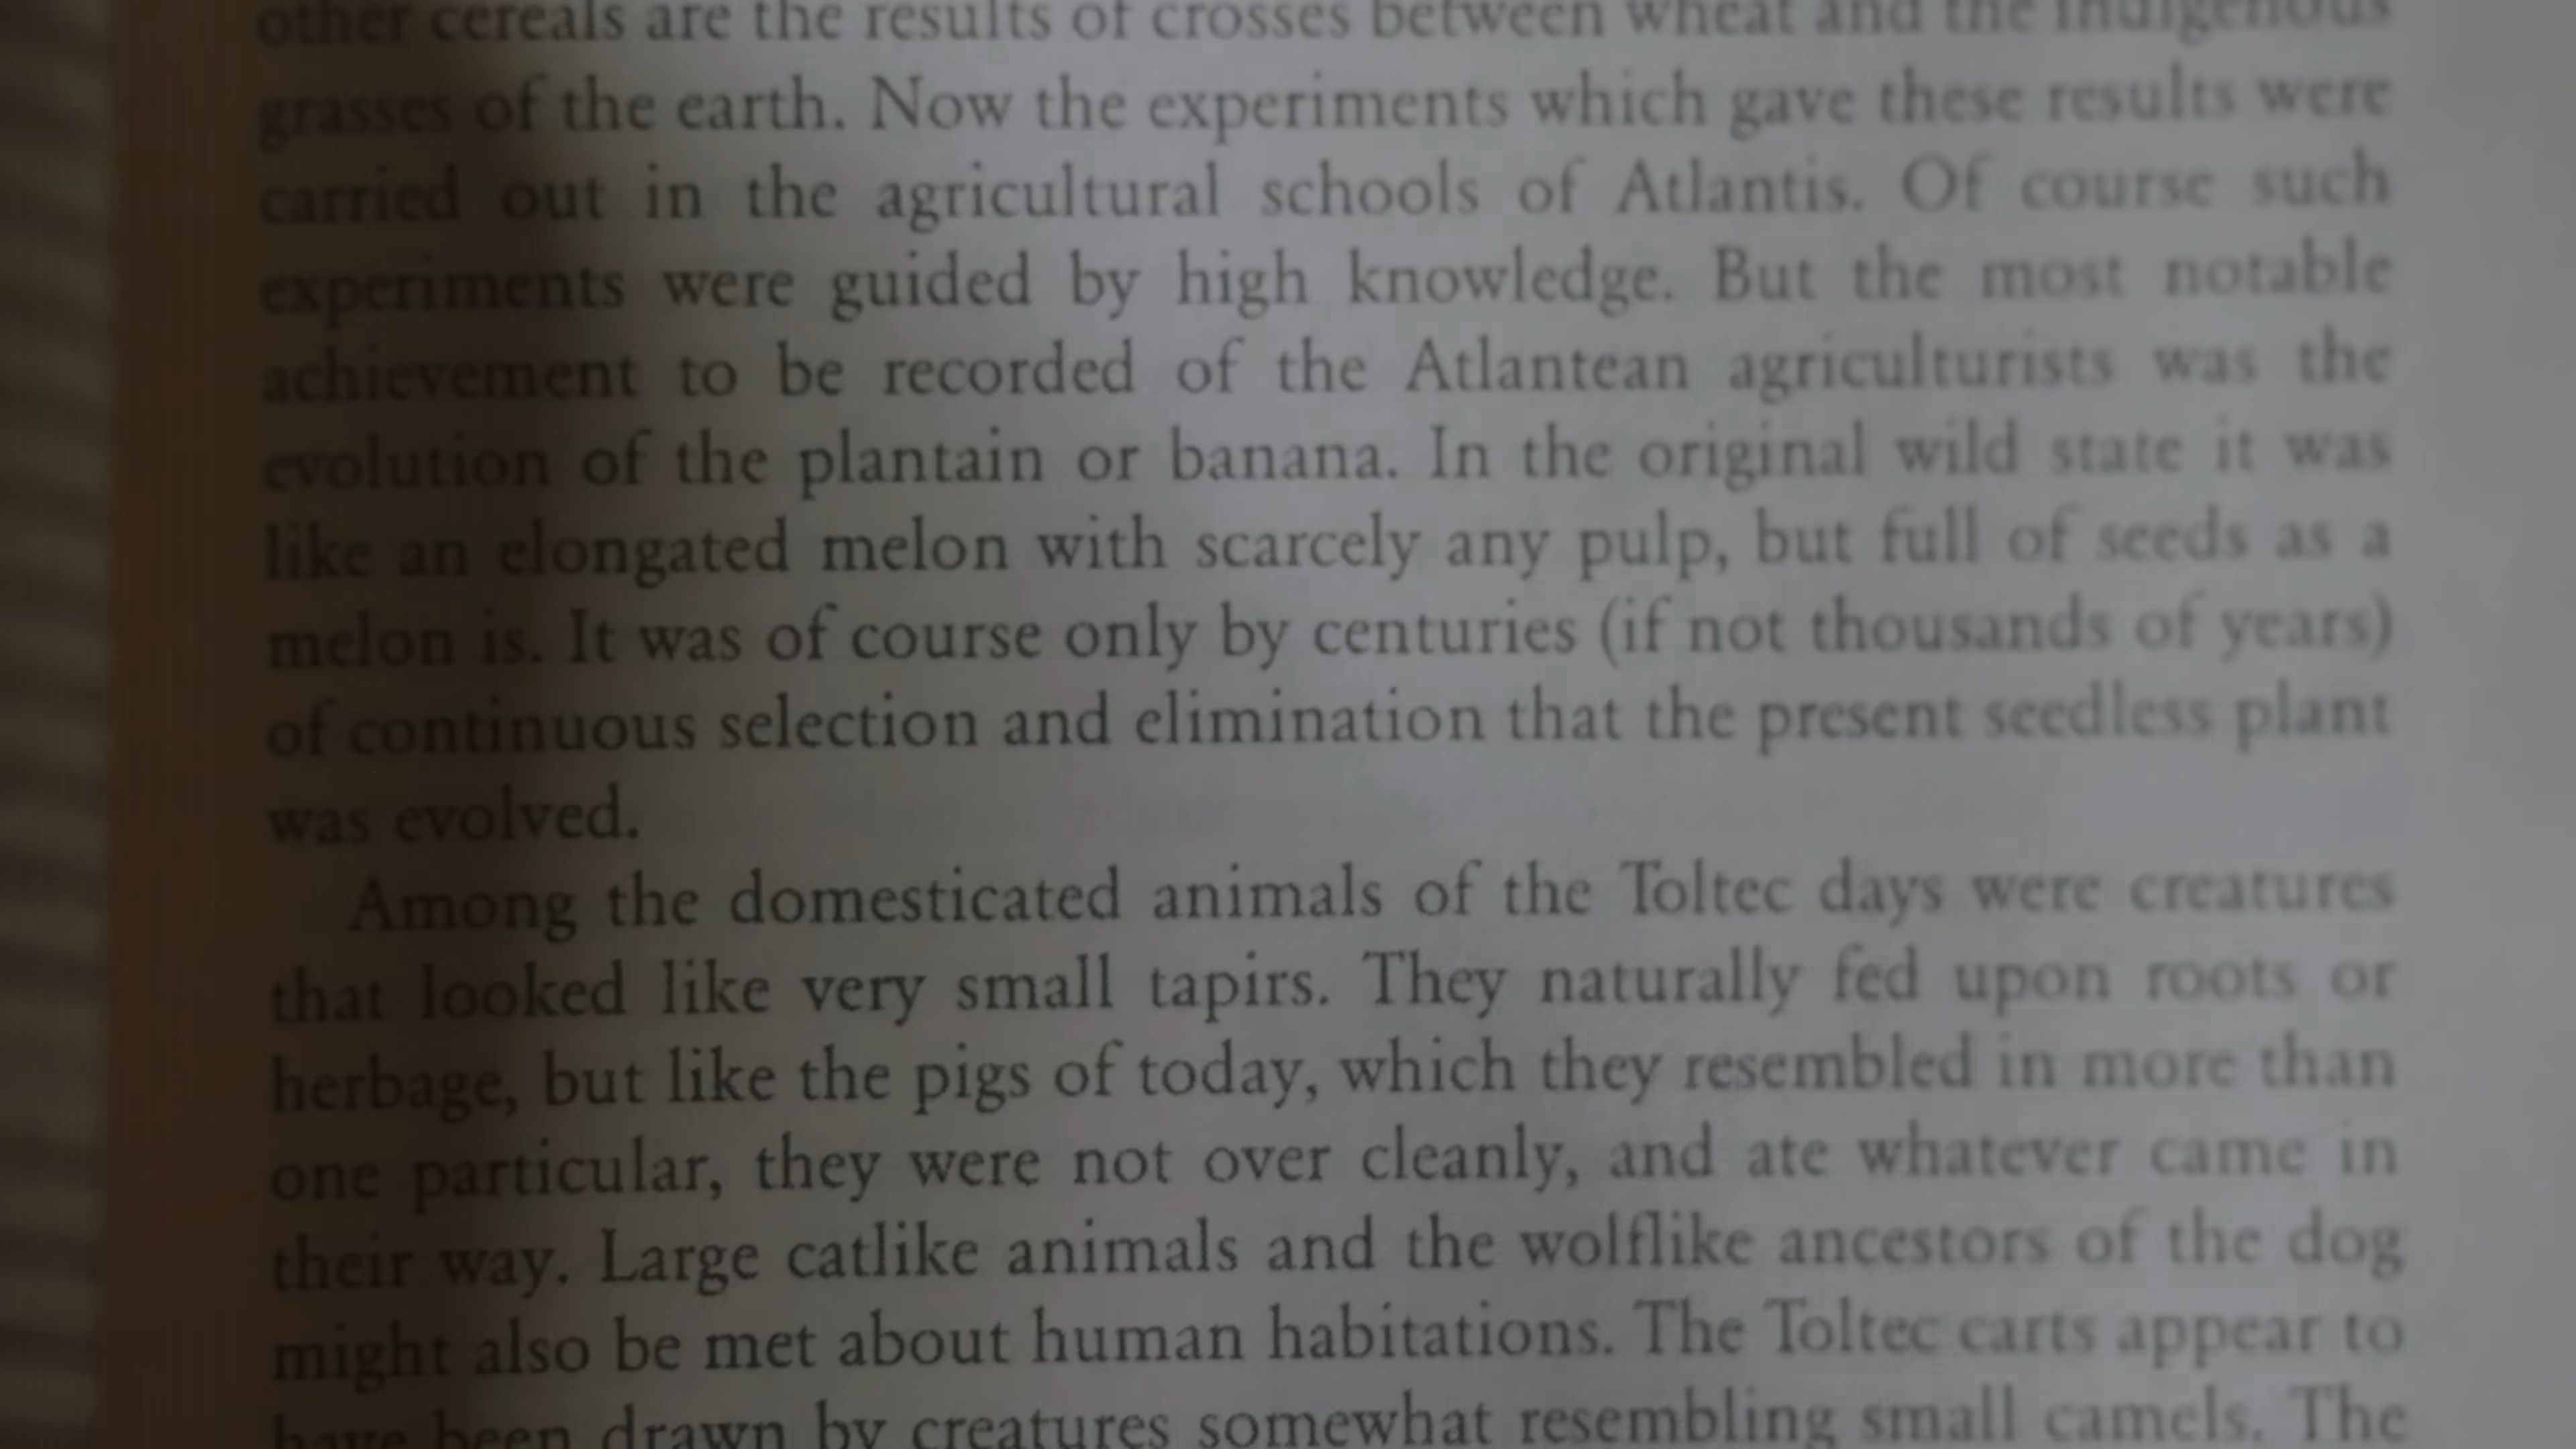 other cereals are the results of crosses between wheat and the indigenous
grasses of the earth. Now the experiments which gave these results were
carried out in the agricultural schools of Atlantis. Of course such
experiments were guided by high knowledge. But the most notable
achievement to be recorded of the Atlantean agriculturists was the
evolution of the plantain or banana. In the original wild state it was
like an elongated melon with scarcely any pulp, but full of seeds as a
melon is. It was of course only by centuries (if not thousands of years)
of continuous selection and elimination that the present seedless plant
was evolved.
Among the domesticated animals of the Toltec days were creatures
that looked like very small tapirs. They naturally fed upon roots or
herbage, but like the pigs of today, which they resembled in more than
one particular, they were not over cleanly, and ate whatever came in
their way. Large catlike animals and the wolflike ancestors of the dog
might also be met about human habitations. The Toltec carts appear to
have been drawn by creatures somewhat resembling small camels. The